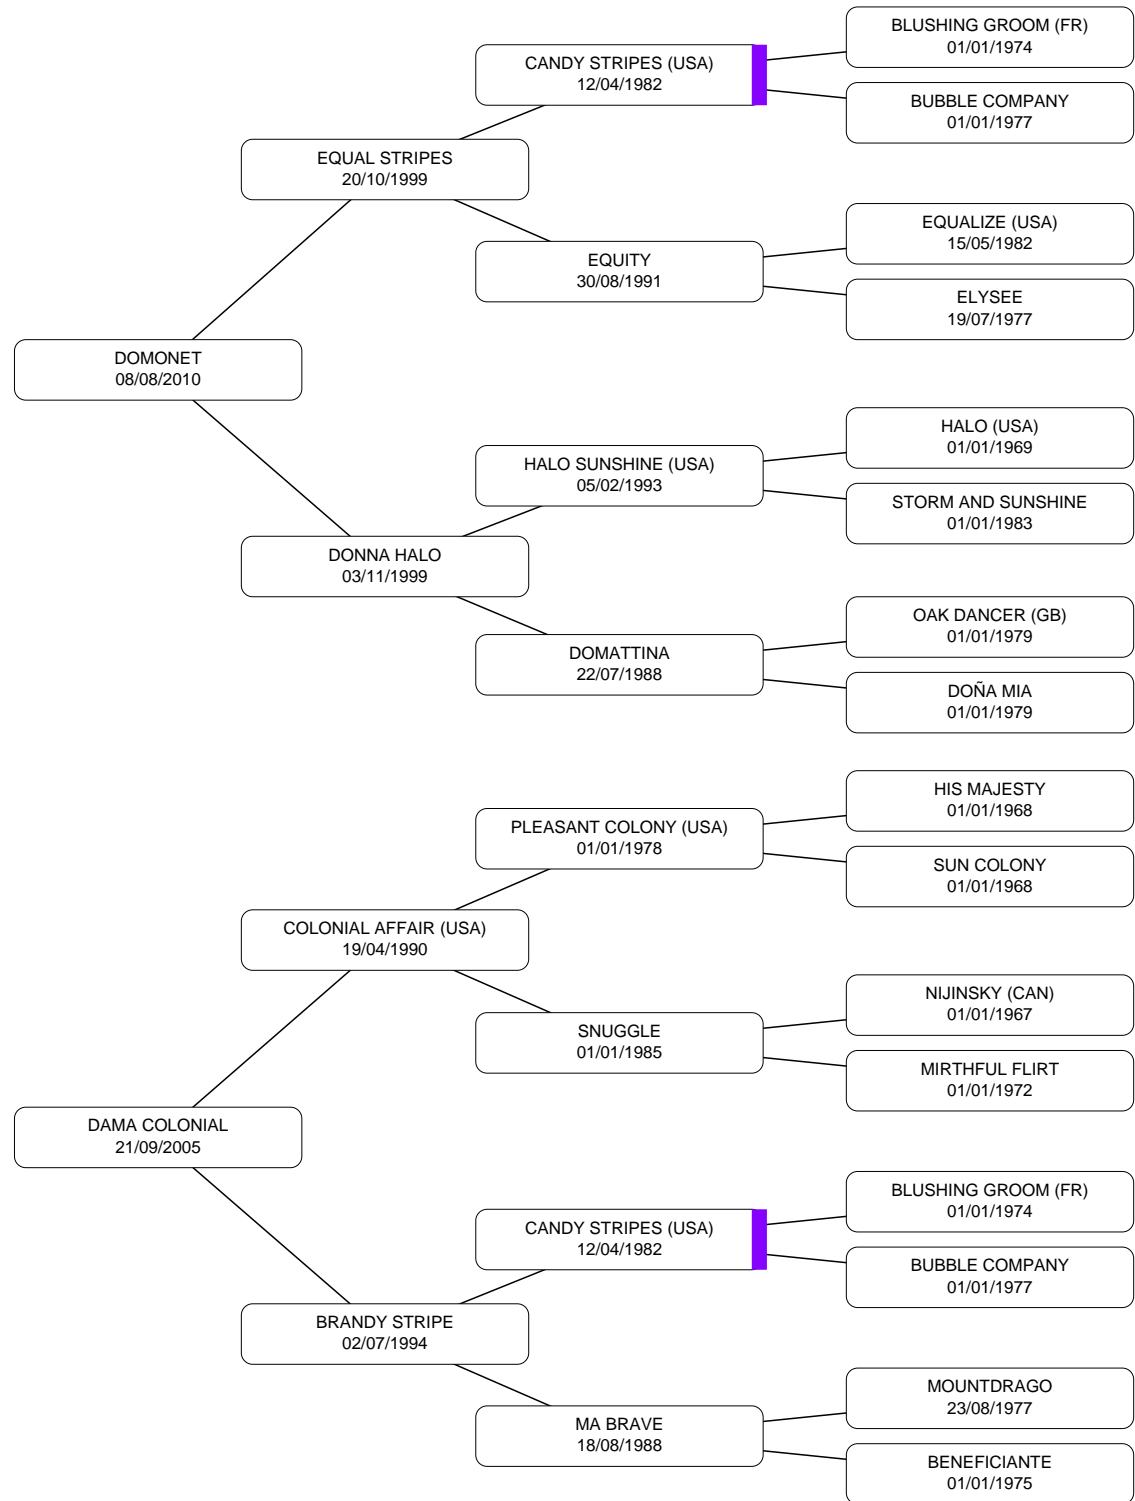 BLUSHING GROOM (FR)
01/01/1974
CANDY STRIPES (USA)
12/04/1982
BUBBLE COMPANY
01/01/1977
EQUAL STRIPES
20/10/1999
EQUALIZE (USA)
15/05/1982
EQUITY
30/08/1991
ELYSEE
19/07/1977
DOMONET
08/08/2010
HALO (USA)
01/01/1969
HALO SUNSHINE (USA)
05/02/1993
STORM AND SUNSHINE
01/01/1983
DONNA HALO
03/11/1999
OAK DANCER (GB)
01/01/1979
DOMATTINA
22/07/1988
DOÑA MIA
01/01/1979
HIS MAJESTY
01/01/1968
PLEASANT COLONY (USA)
01/01/1978
SUN COLONY
01/01/1968
COLONIAL AFFAIR (USA)
19/04/1990
NIJINSKY (CAN)
01/01/1967
SNUGGLE
01/01/1985
MIRTHFUL FLIRT
01/01/1972
DAMA COLONIAL
21/09/2005
BLUSHING GROOM (FR)
01/01/1974
CANDY STRIPES (USA)
12/04/1982
BUBBLE COMPANY
01/01/1977
BRANDY STRIPE
02/07/1994
MOUNTDRAGO
23/08/1977
MA BRAVE
18/08/1988
BENEFICIANTE
01/01/1975